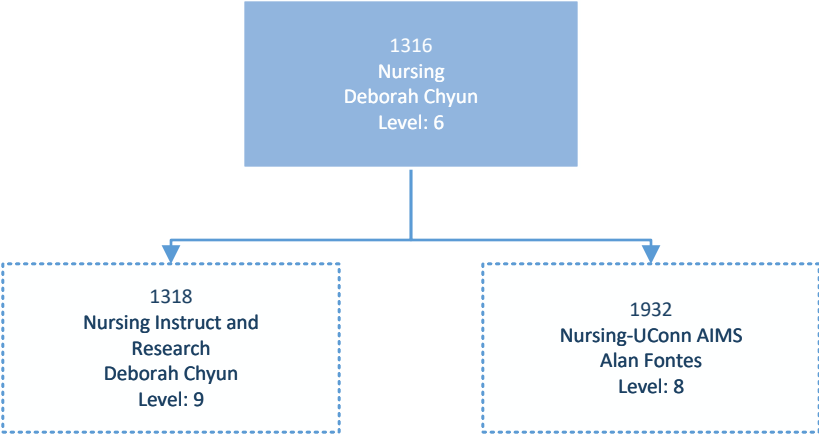 1316
Nursing
Deborah Chyun
Level: 6
1318
Nursing Instruct and
Research
Deborah Chyun
Level: 9
1932
Nursing-UConn AIMS
Alan Fontes
Level: 8